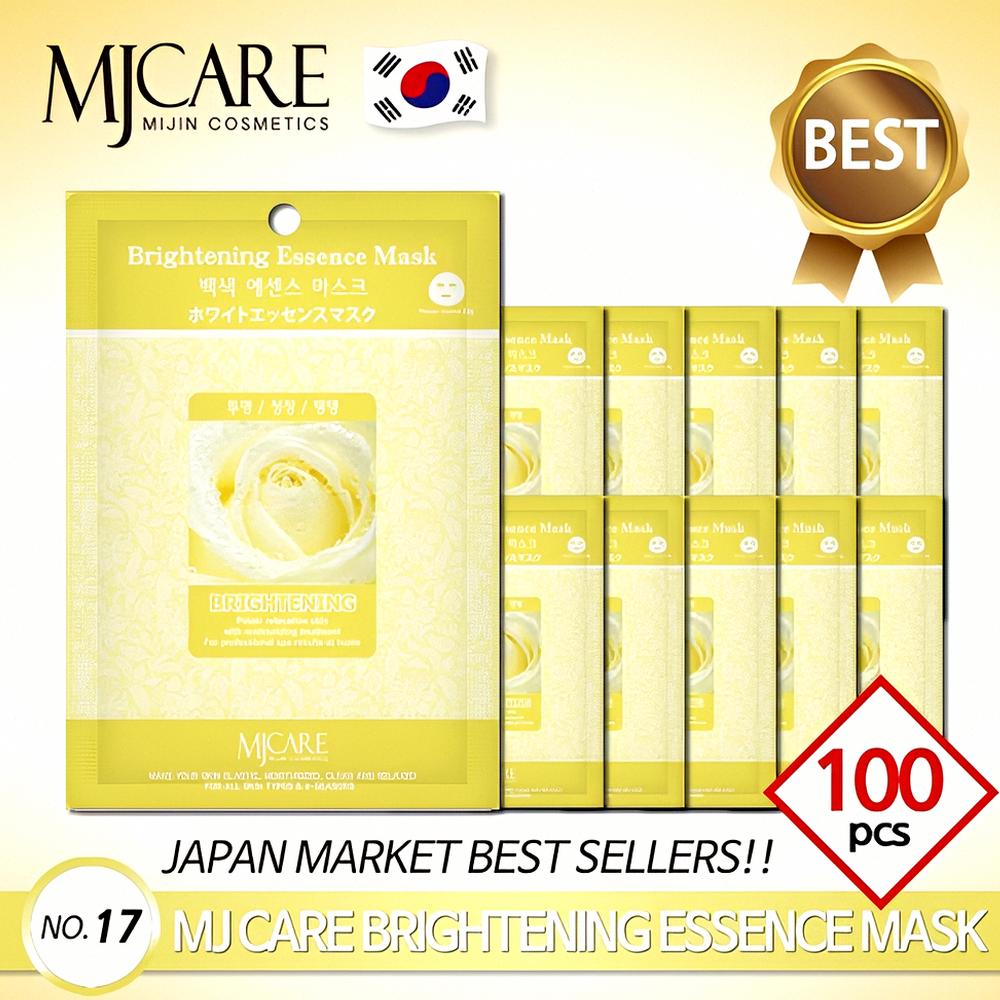 MJCARE
MIJIN COSMETICS
BEST
Brightening Essence Mask
백색 에센스 마스크
ホワイトエッセンスマスク
BRIGHTENING
MJCARE
100
pcs
JAPAN MARKET BEST SELLERS!!
NO. 17
MJ CARE BRIGHTENING ESSENCE MASK